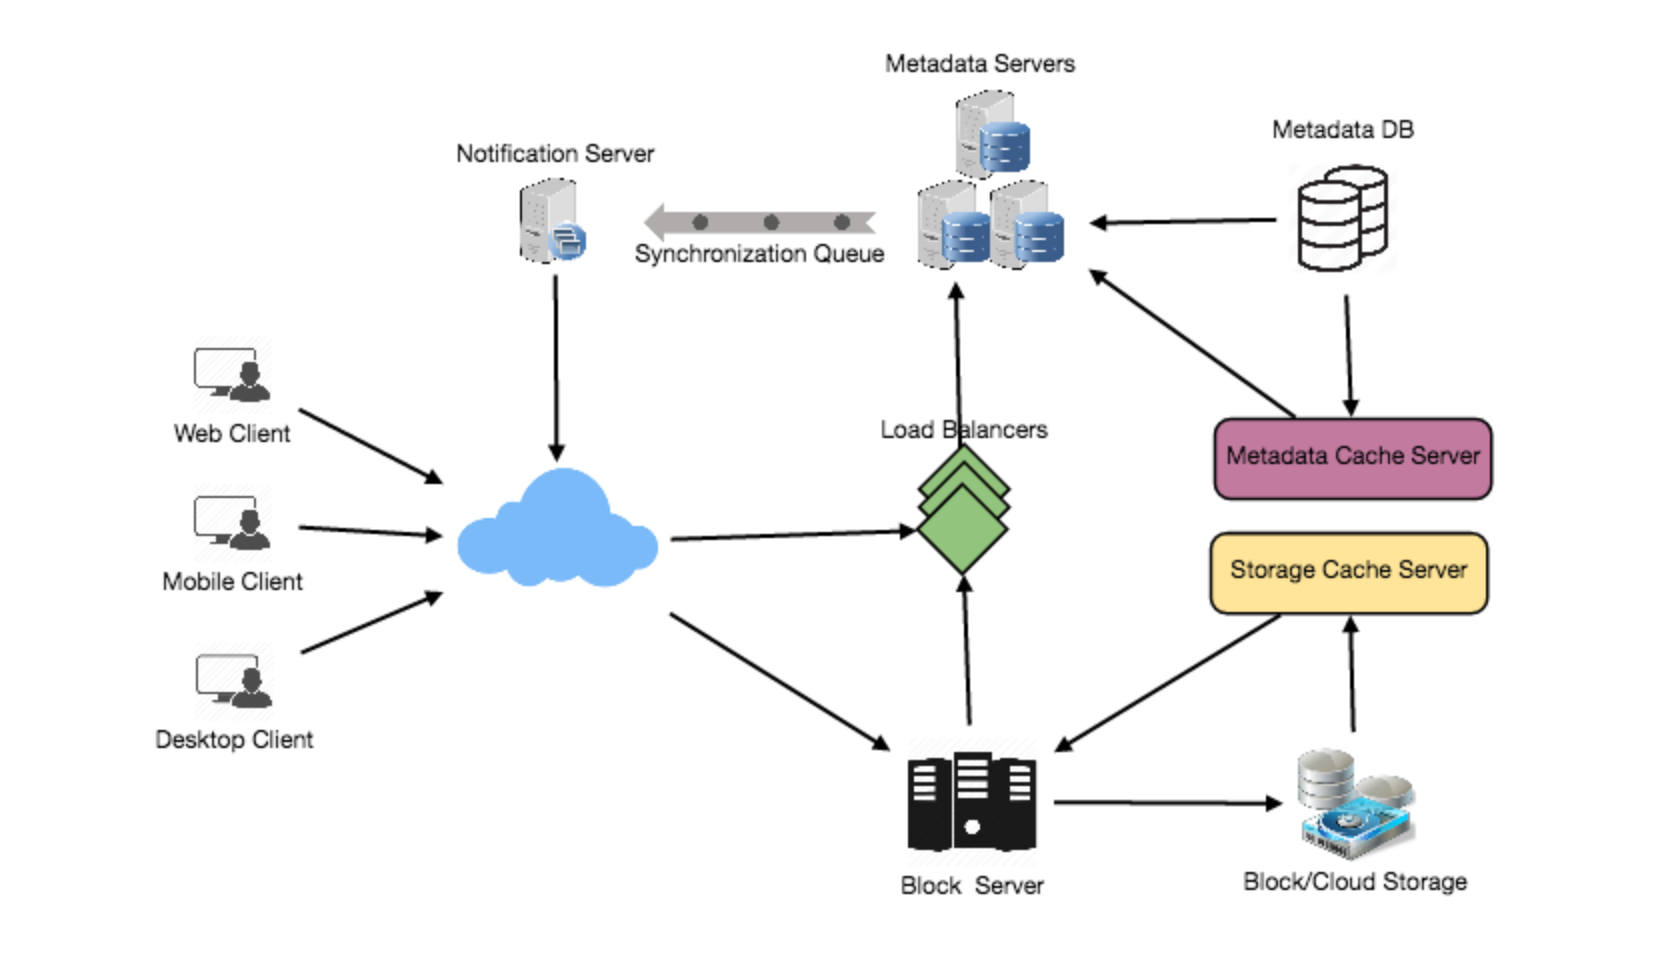 Metadata Servers
Metadata DB
Notification Server
Synchronization Queue
Web Client
Load Balancers
Metadata Cache Server
Mobile Client
Storage Cache Server
Desktop Client
Block  Server
Block/Cloud Storage